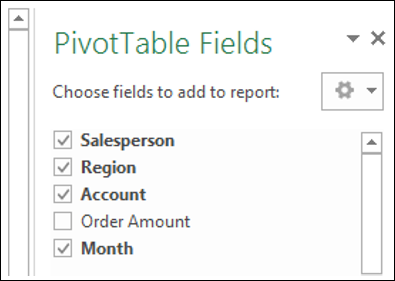 PivotTable Fields
Choose fields to add to report:
Salesperson
Region
Account
Order Amount
Month